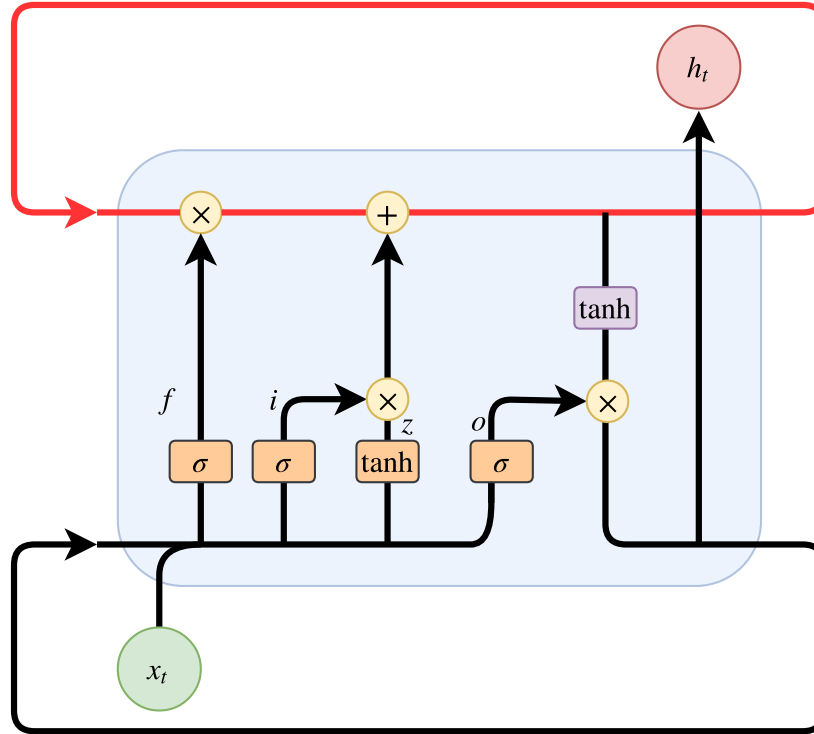 h_t
×
+
tanh
f
i
×
z
o
×
σ
σ
tanh
σ
x_t